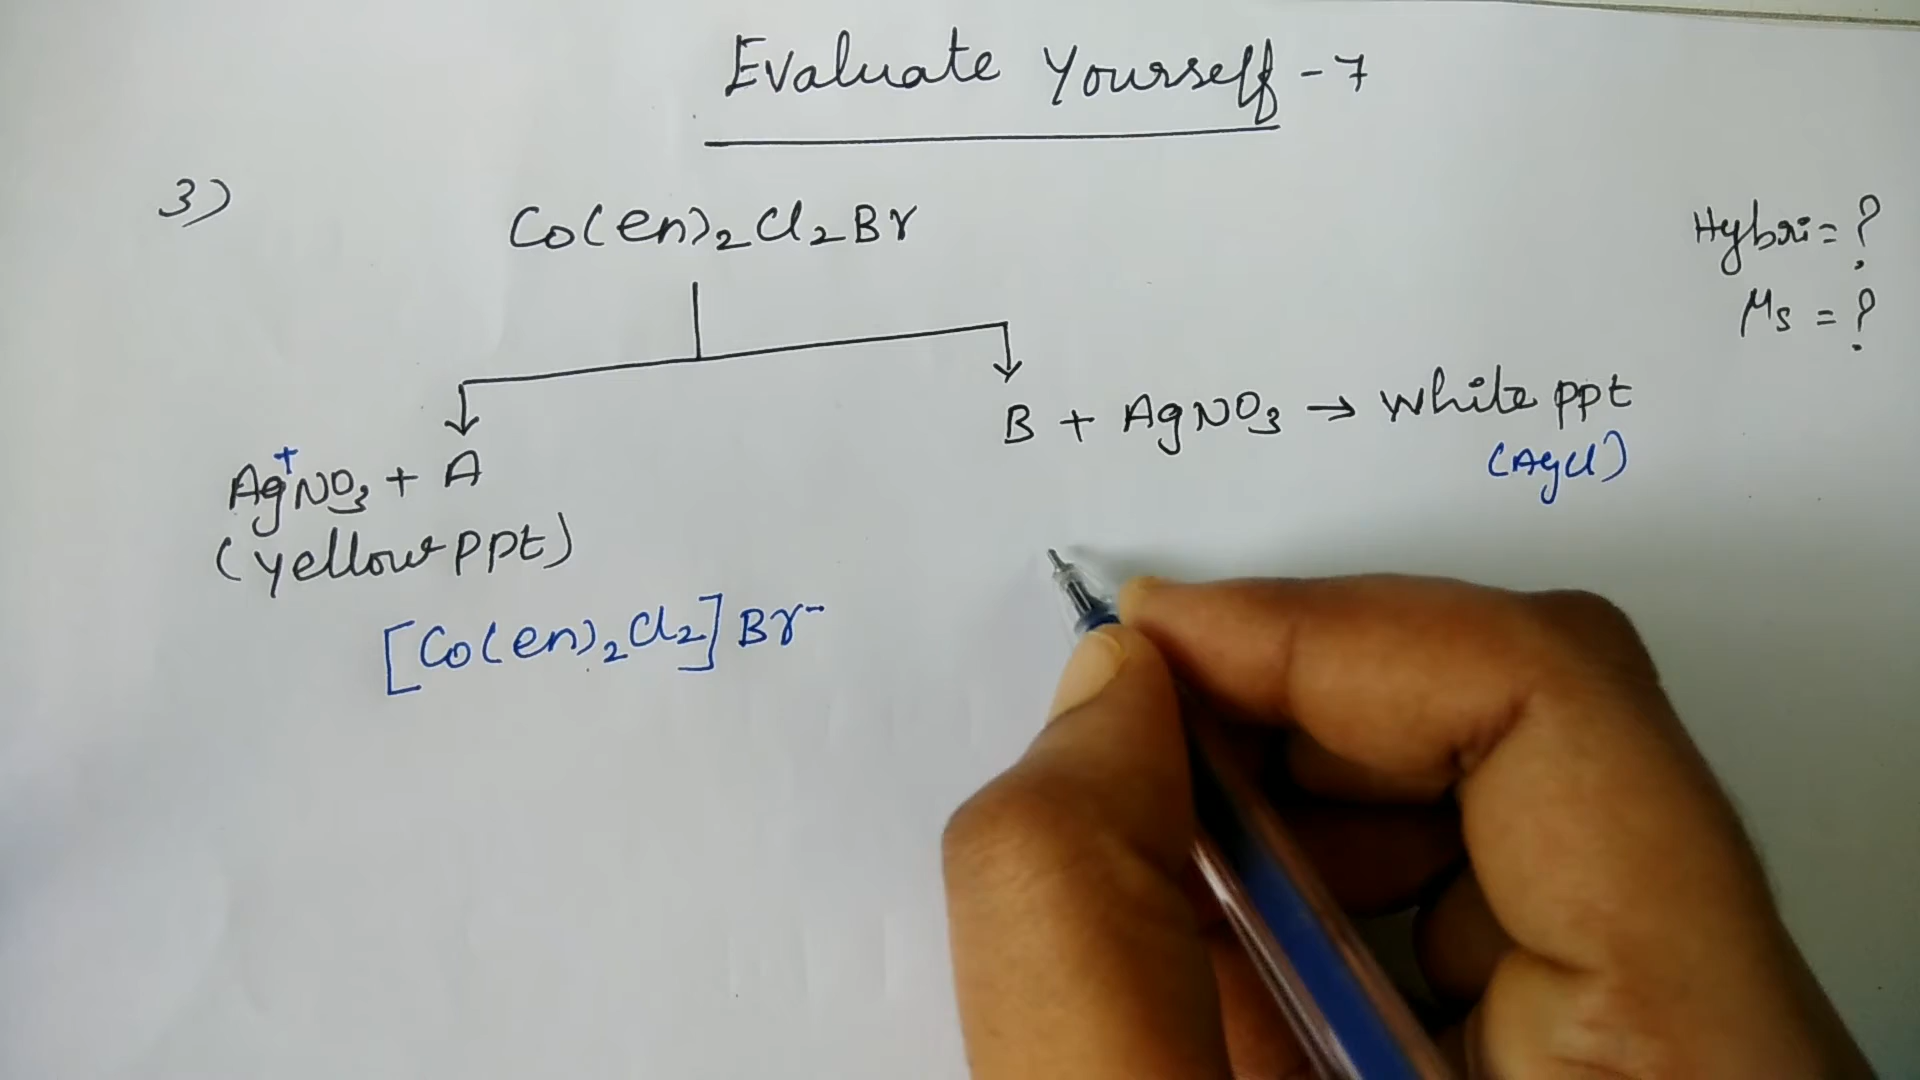 Evaluate Yourself - 7
3)
Co(en)₂Cl₂Br
Hybri = ?
μs = ?
B + AgNO₃ → White ppt
(AgCl)
Ag⁺NO₃ + A
(yellow ppt)
[Co(en)₂Cl₂]Br⁻